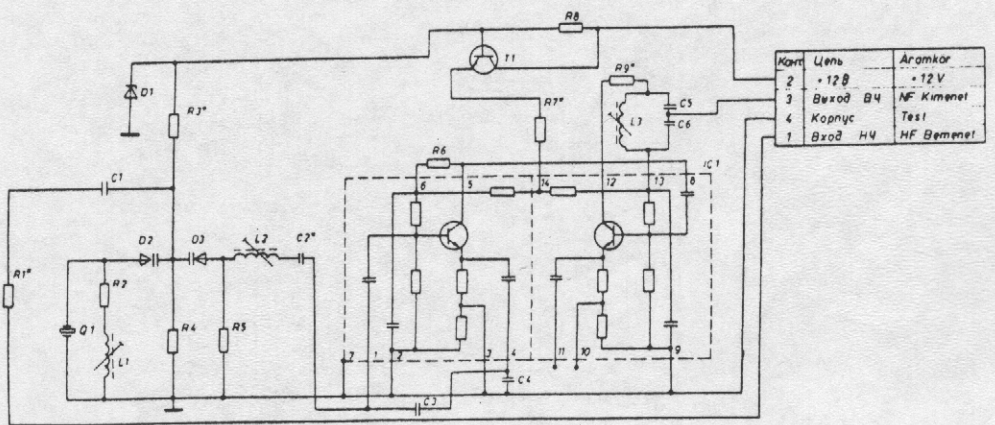 R8
T1
D1
R9*
C5
C6
L3
R3*
R7*
Конт Цепь Áramkör
2 +12В +12V
3 Выход ВЧ NF Kimenet
4 Корпус Test
1 Вход НЧ HF Bemenet
R6
IC1
C1
6 5 14 12 13 8
D2 D3 L2 C2*
R1*
R2
Q1
L1
R4
R5
7 1 2 3 4 11 10 9
C4
C3